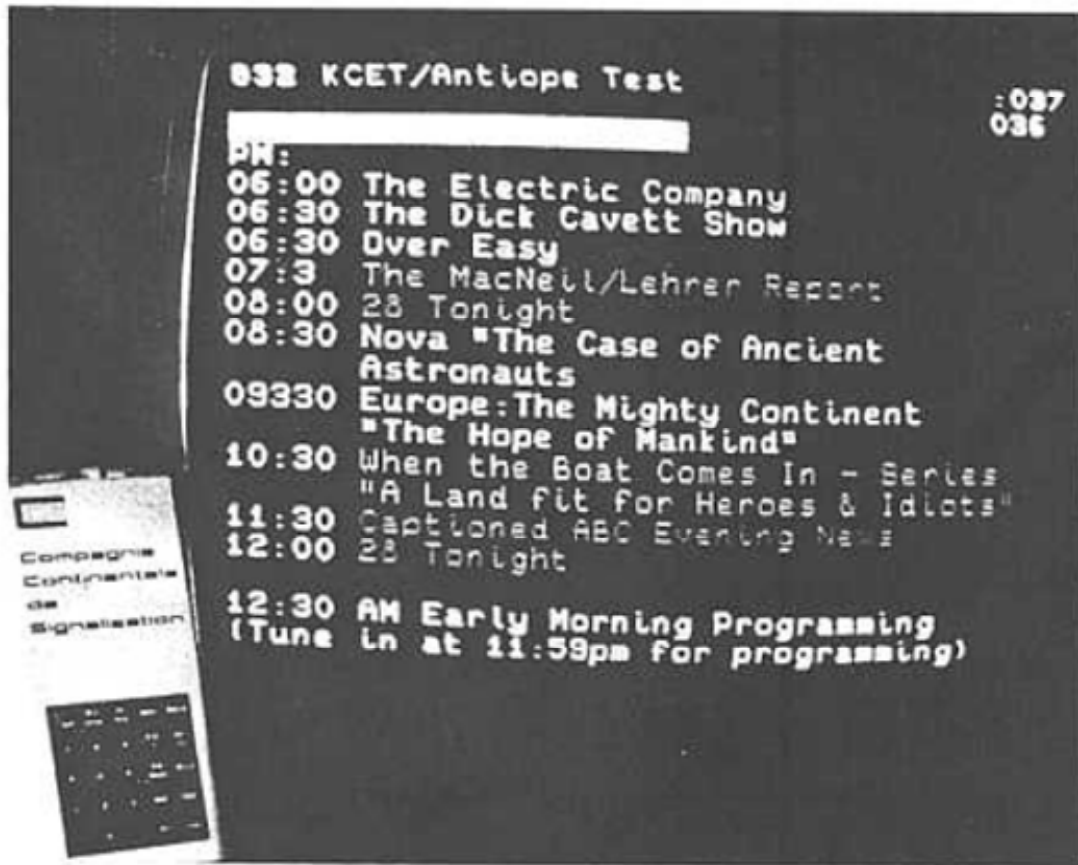 032 KCET/Antiope Test
:037
036
PM:
06:00 The Electric Company
06:30 The Dick Cavett Show
06:30 Over Easy
07:3 The MacNeil/Lehrer Report
08:00 28 Tonight
08:30 Nova "The Case of Ancient
Astronauts
09330 Europe:The Mighty Continent
"The Hope of Mankind"
10:30 When the Boat Comes In - Series
"A Land fit for Heroes & Idiots"
11:30 Captioned ABC Evening News
12:00 28 Tonight
12:30 AM Early Morning Programming
(Tune in at 11:59pm for programming)
Compagnie
Continentale
de
Signalisation